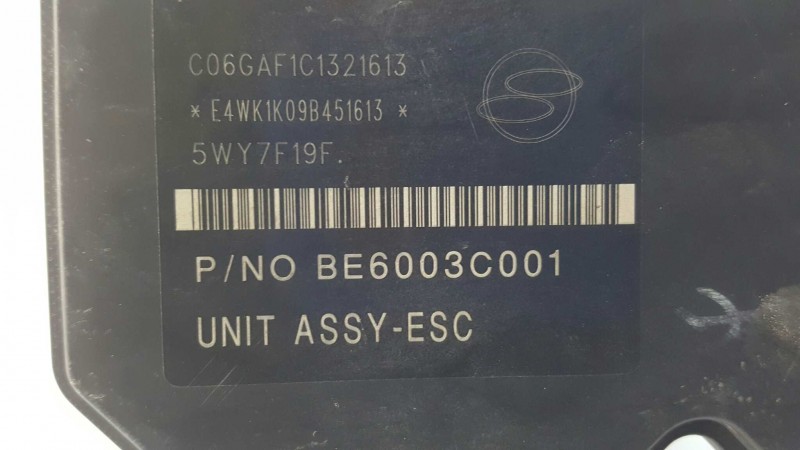 C06GAF1C1321613
* E4WK1K09B451613 *
5WY7F19F.
P/NO BE6003C001
UNIT ASSY-ESC